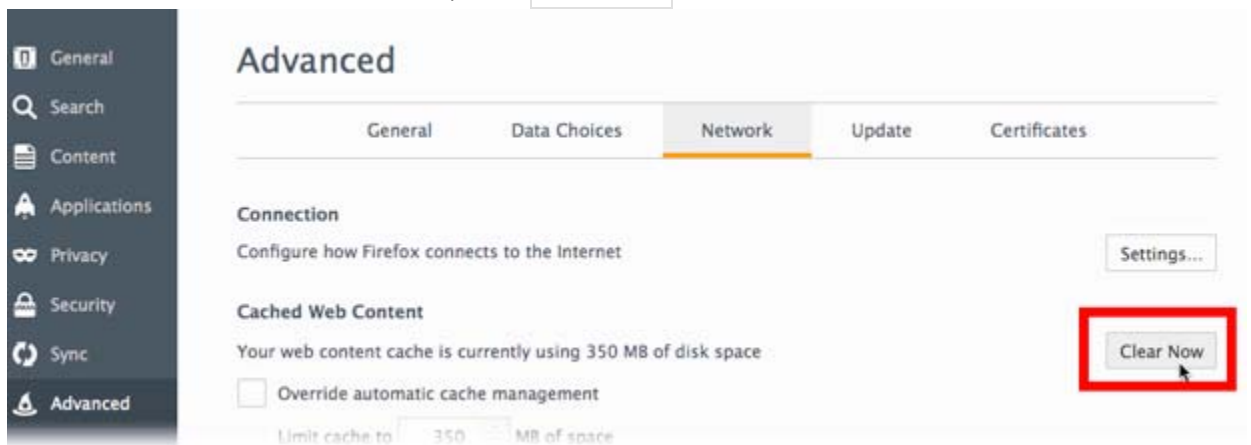 General
Search
Content
Applications
Privacy
Security
Sync
Advanced
Advanced
General Data Choices Network Update Certificates
Connection
Configure how Firefox connects to the Internet
Settings...
Cached Web Content
Your web content cache is currently using 350 MB of disk space
Clear Now
Override automatic cache management
Limit cache to 350 MB of space